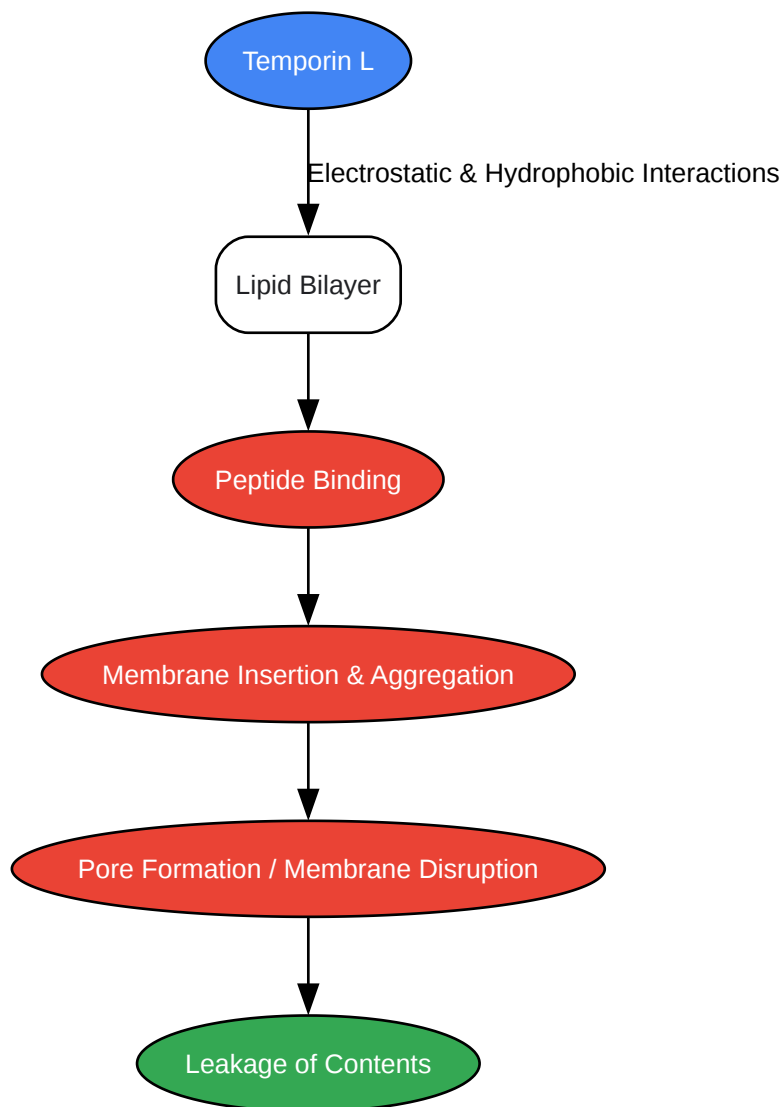 Temporin L
Electrostatic & Hydrophobic Interactions
Lipid Bilayer
Peptide Binding
Membrane Insertion & Aggregation
Pore Formation / Membrane Disruption
Leakage of Contents